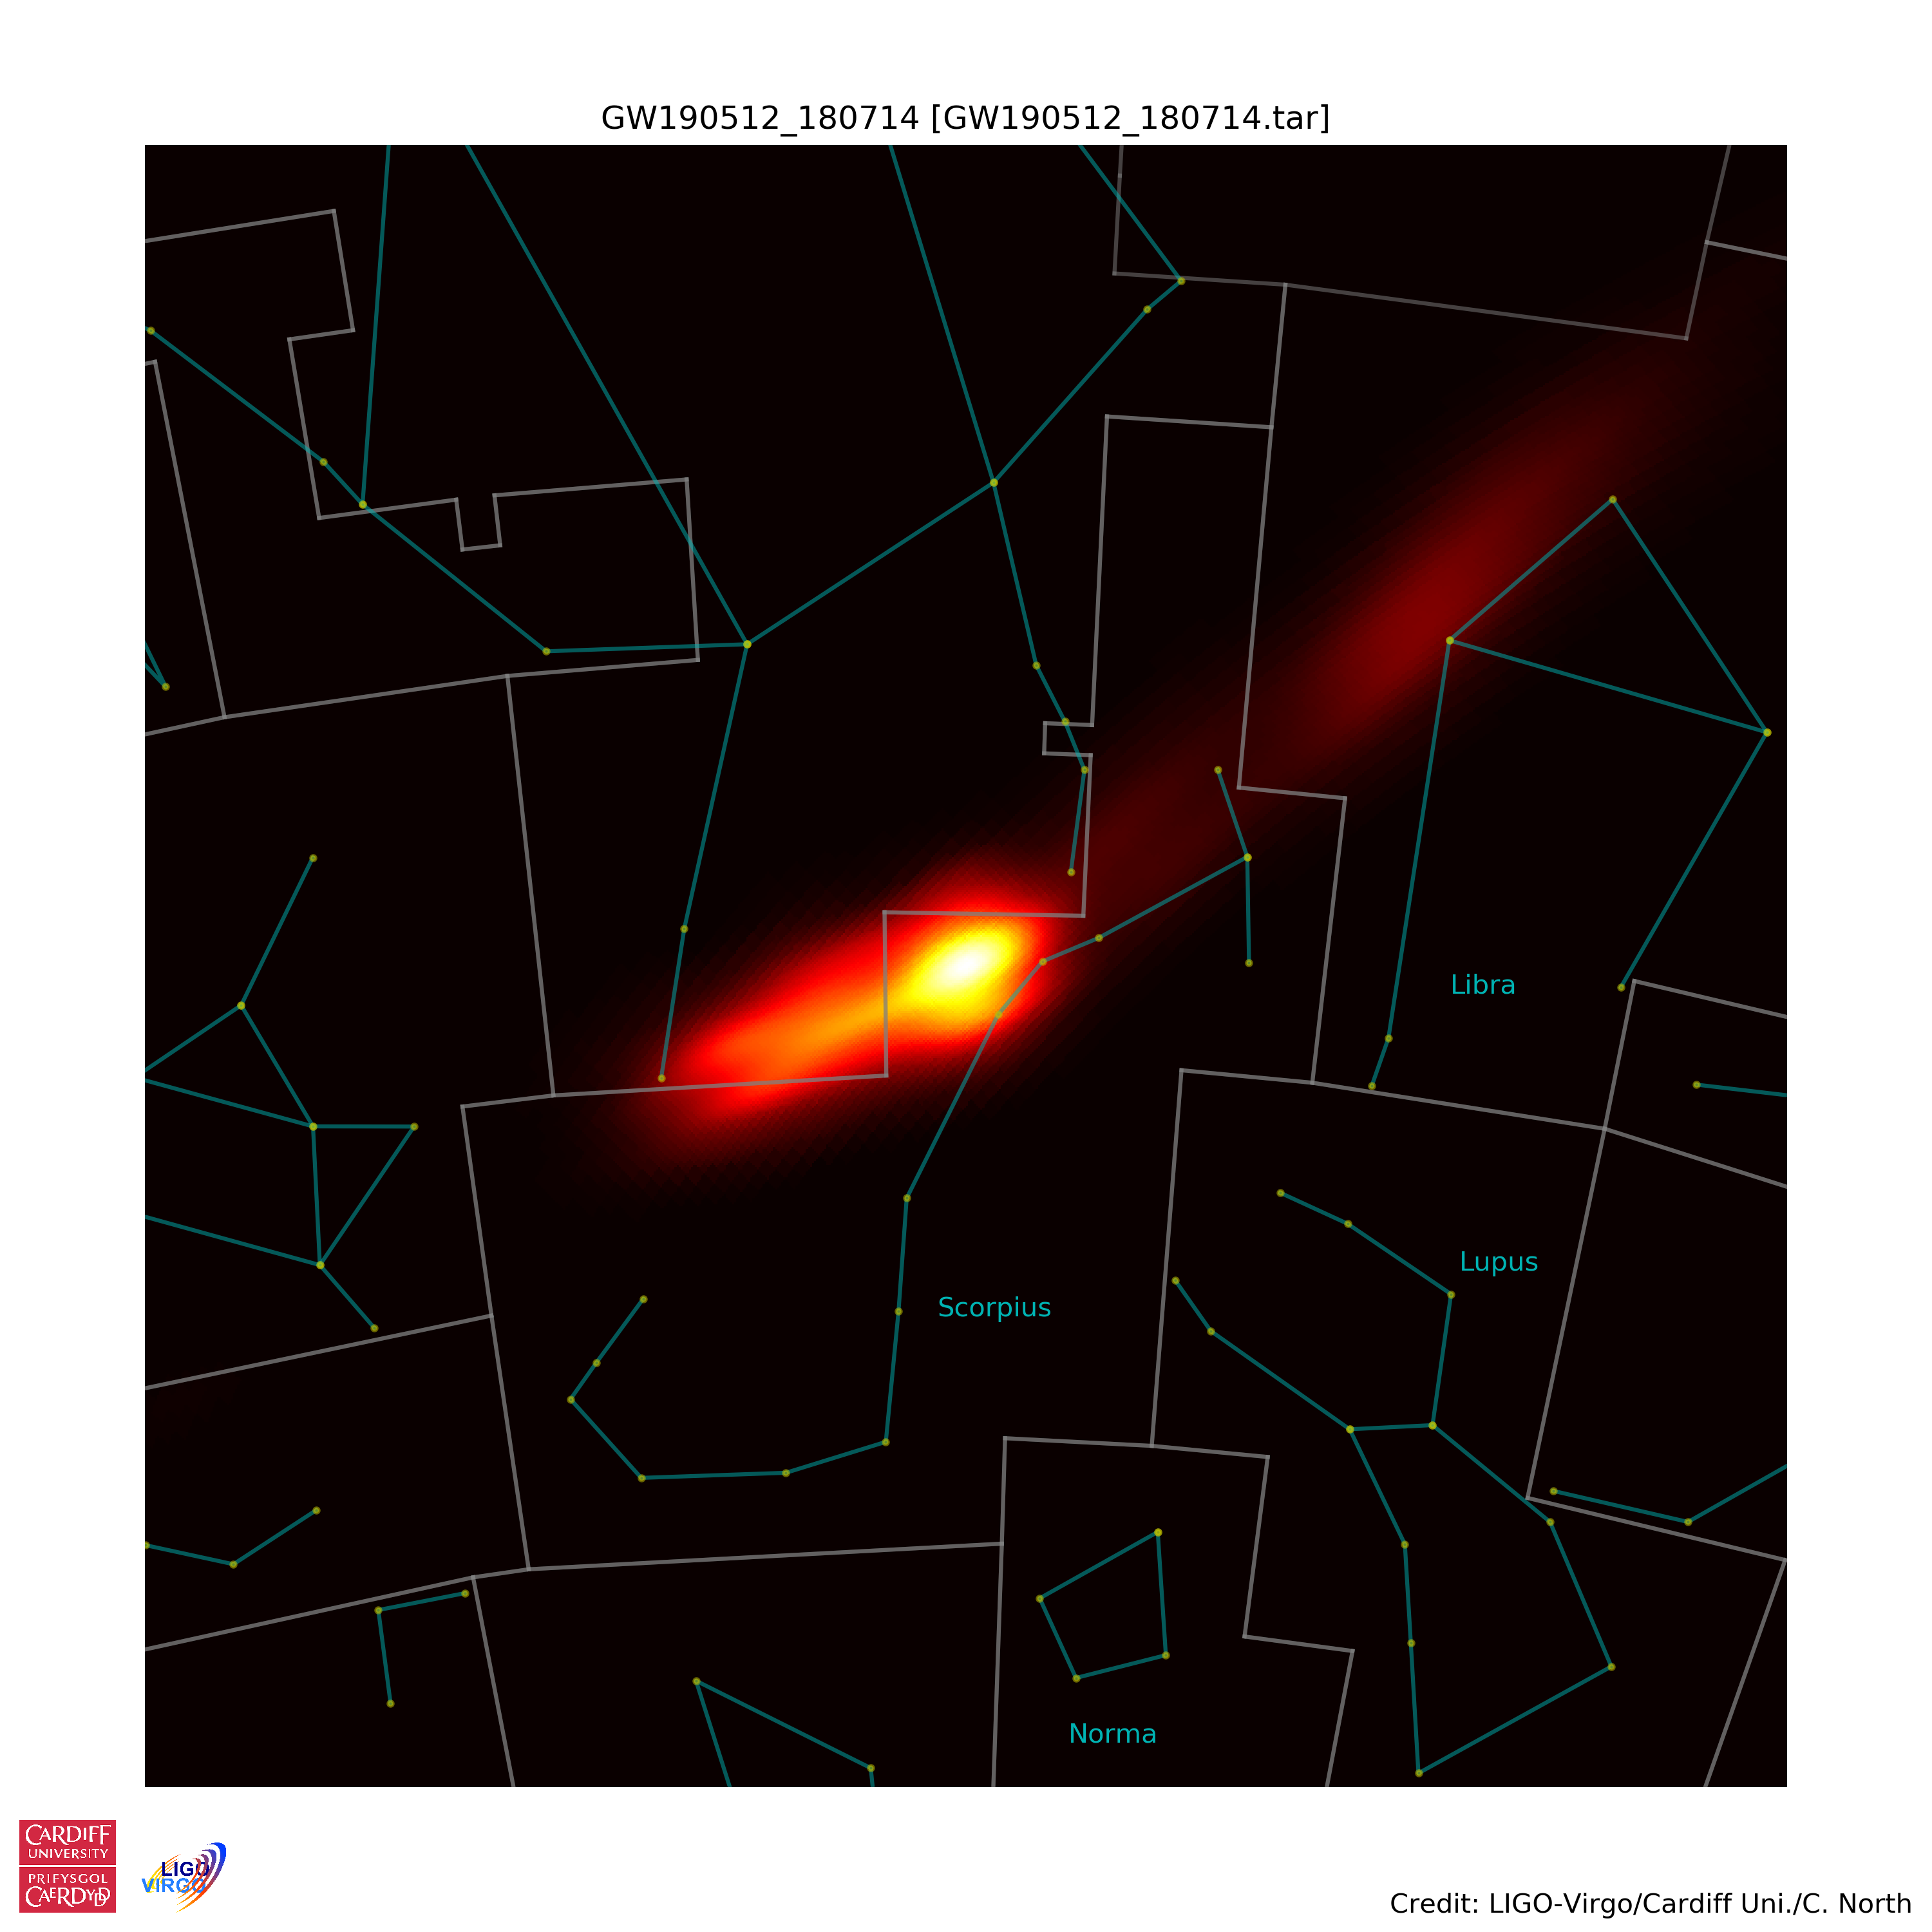 GW190512_180714 [GW190512_180714.tar]
Libra
Lupus
Scorpius
Norma
CARDIFF
UNIVERSITY
PRIFYSGOL
CAERDYDD
LIGO
VIRGO
Credit: LIGO-Virgo/Cardiff Uni./C. North